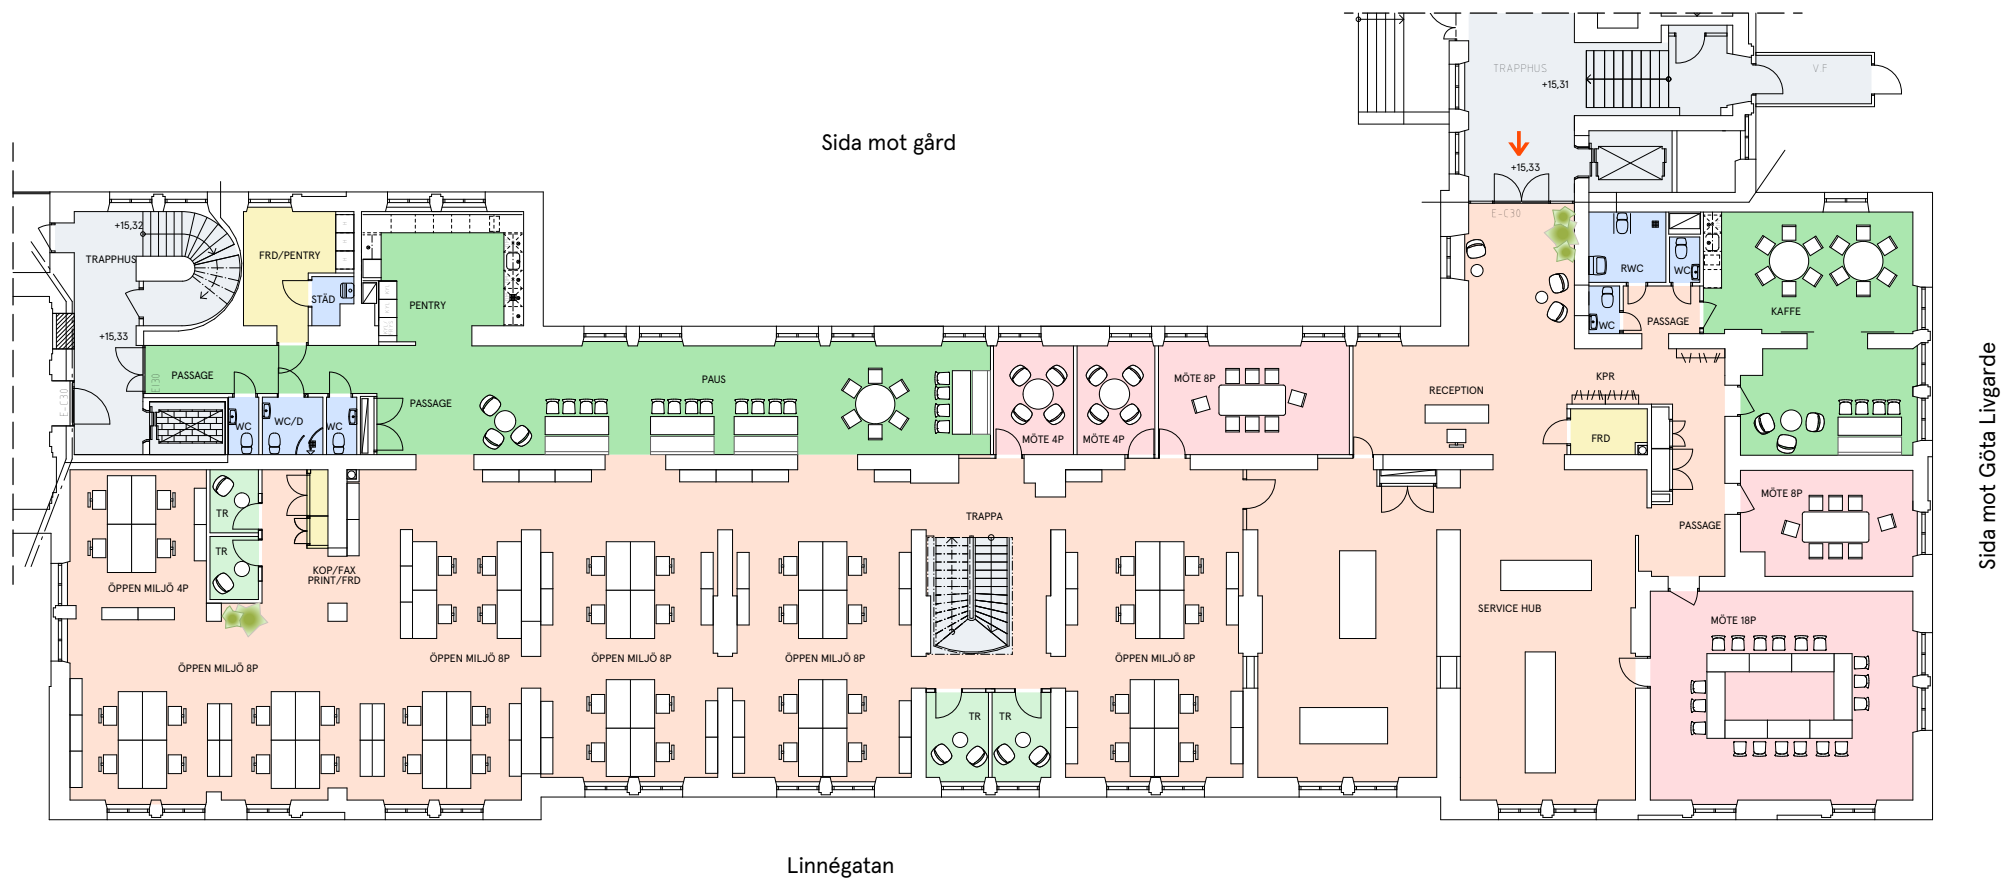 TRAPPHUS
V.F
+15,31
Sida mot gård
+15,33
E-C30
+15,32
TRAPPHUS
FRD/PENTRY
STÄD
PENTRY
RWC
WC
WC
PASSAGE
KAFFE
+15,33
PASSAGE
EI30
E-C30
PASSAGE
PAUS
MÖTE 8P
KPR
RECEPTION
WC
WC/D
WC
MÖTE 4P
MÖTE 4P
FRD
Sida mot Göta Livgarde
TR
TRAPPA
MÖTE 8P
PASSAGE
TR
KOP/FAX
PRINT/FRD
ÖPPEN MILJÖ 4P
SERVICE HUB
MÖTE 18P
ÖPPEN MILJÖ 8P
ÖPPEN MILJÖ 8P
ÖPPEN MILJÖ 8P
ÖPPEN MILJÖ 8P
ÖPPEN MILJÖ 8P
TR
TR
Linnégatan